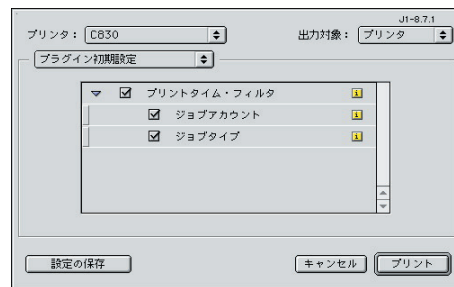 J1-8.7.1
プリンタ： C830 出力対象： プリンタ
プラグイン初期設定
プリントタイム・フィルタ
ジョブアカウント
ジョブタイプ
設定の保存 キャンセル プリント